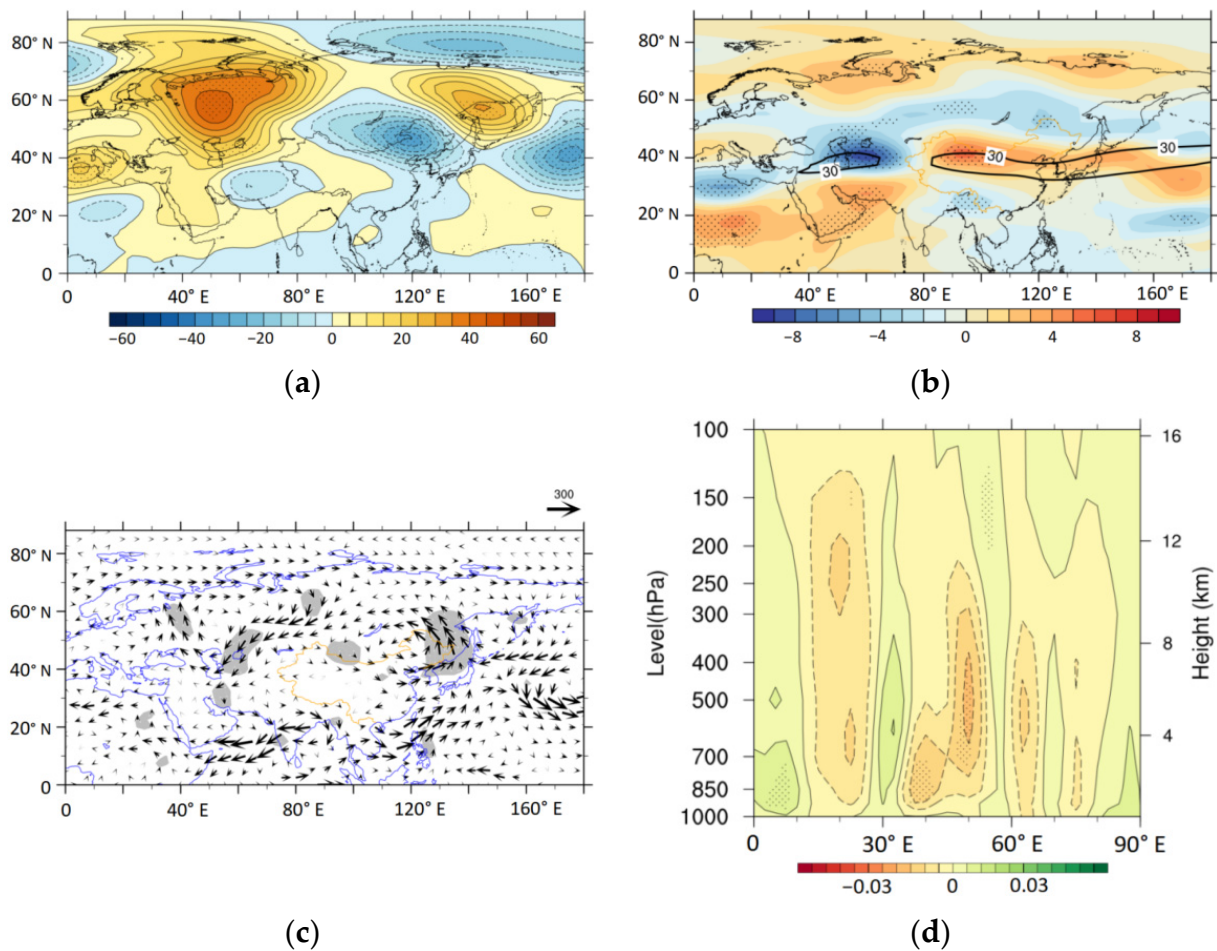 80° N
60° N
40° N
20° N
0
0 40° E 80° E 120° E 160° E
−60 −40 −20 0 20 40 60
(a)
80° N
60° N
40° N
20° N
0
30 30 30
0 40° E 80° E 120° E 160° E
−8 −4 0 4 8
(b)
300
80° N
60° N
40° N
20° N
0
0 40° E 80° E 120° E 160° E
(c)
100
150
200
250
300
400
500
700
850
1000
Level(hPa)
16
12
8
4
Height (km)
0 30° E 60° E 90° E
−0.03 0 0.03
(d)